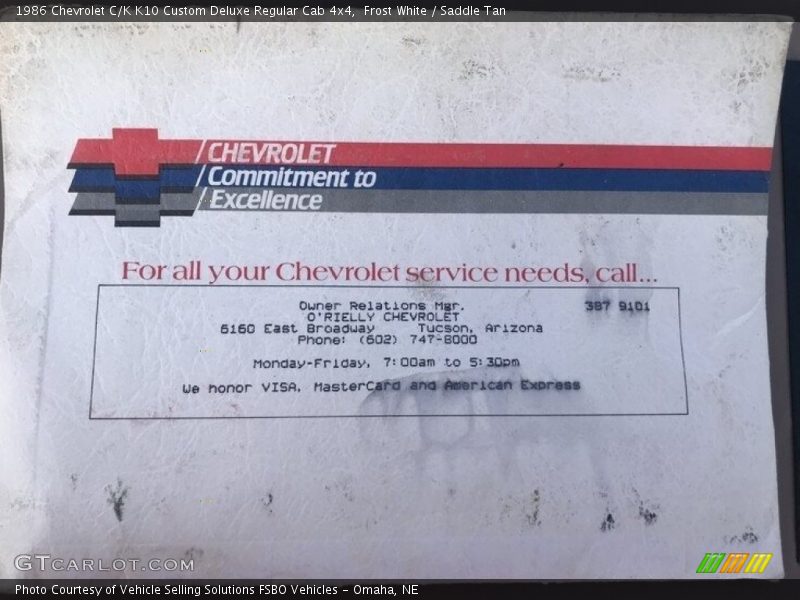 1986 Chevrolet C/K K10 Custom Deluxe Regular Cab 4x4,  Frost White / Saddle Tan
CHEVROLET
Commitment to
Excellence
For all your Chevrolet service needs, call...
Owner Relations Mgr. 387 9101
O'RIELLY CHEVROLET
6160 East Broadway Tucson, Arizona
Phone: (602) 747-8000
Monday-Friday, 7:00am to 5:30pm
We honor VISA, MasterCard and American Express
GTCARLOT.COM
Photo Courtesy of Vehicle Selling Solutions FSBO Vehicles - Omaha, NE